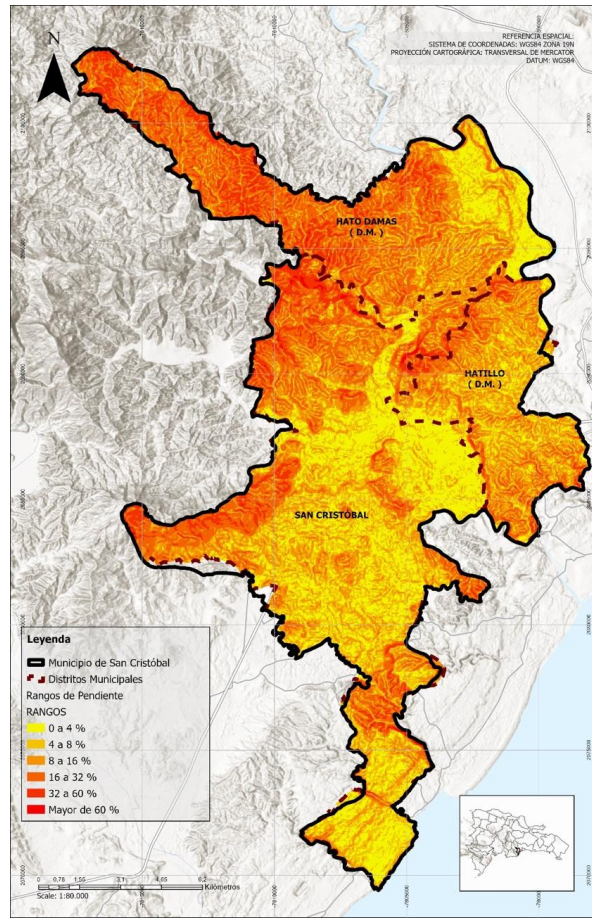 N
REFERENCIA ESPACIAL:
SISTEMA DE COORDENADAS: WGS84 ZONA 19N
PROYECCIÓN CARTOGRÁFICA: TRANSVERSAL DE MERCATOR
DATUM: WGS84
HATO DAMAS
( D.M. )
HATILLO
( D.M. )
SAN CRISTÓBAL
Leyenda
Municipio de San Cristóbal
Distritos Municipales
Rangos de Pendiente
RANGOS
0 a 4 %
4 a 8 %
8 a 16 %
16 a 32 %
32 a 60 %
Mayor de 60 %
0 0.78 1.55 3.1 4.65 6.2
Kilómetros
Scale: 1:80.000